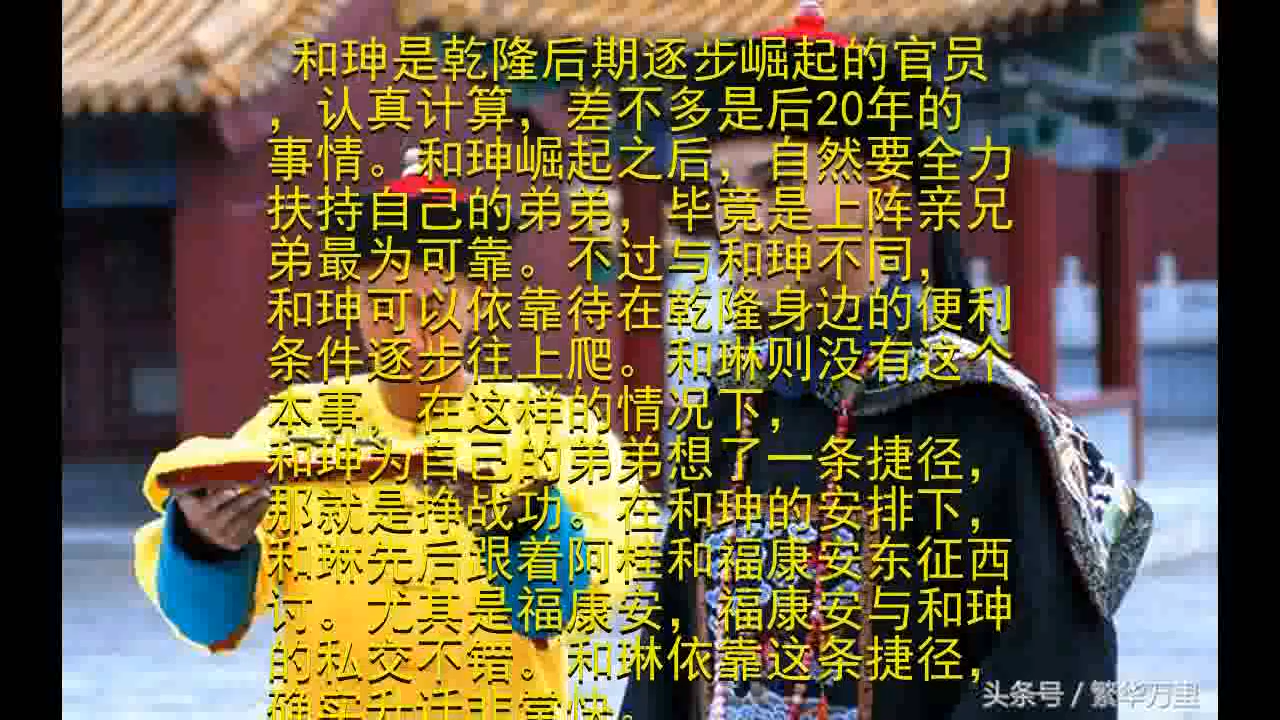 和珅是乾隆后期逐步崛起的官员
，认真计算，差不多是后20年的
事情。和珅崛起之后，自然要全力
扶持自己的弟弟，毕竟是上阵亲兄
弟最为可靠。不过与和珅不同，
和珅可以依靠待在乾隆身边的便利
条件逐步往上爬。和琳则没有这个
本事。在这样的情况下，
和珅为自己的弟弟想了一条捷径，
那就是挣战功。在和珅的安排下，
和琳先后跟着阿桂和福康安东征西
讨。尤其是福康安，福康安与和珅
的私交不错。和琳依靠这条捷径，
确实升迁非常快。
头条号 / 繁华万里